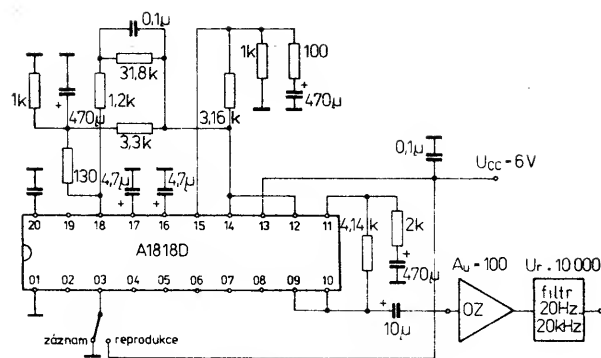 0,1µ
31,8k
1k
100
1k
470µ
1,2k
3,16k
470µ
3,3k
0,1µ
Ucc=6V
130
4,7µ
4,7µ
20 19 18 17 16 15 14 13 12 11
A1818D
4,14k
2k
470µ
Au=100
Ur=10 000
01 02 03 04 05 06 07 08 09 10
10µ
OZ
filtr
20Hz
20kHz
záznam
reprodukce